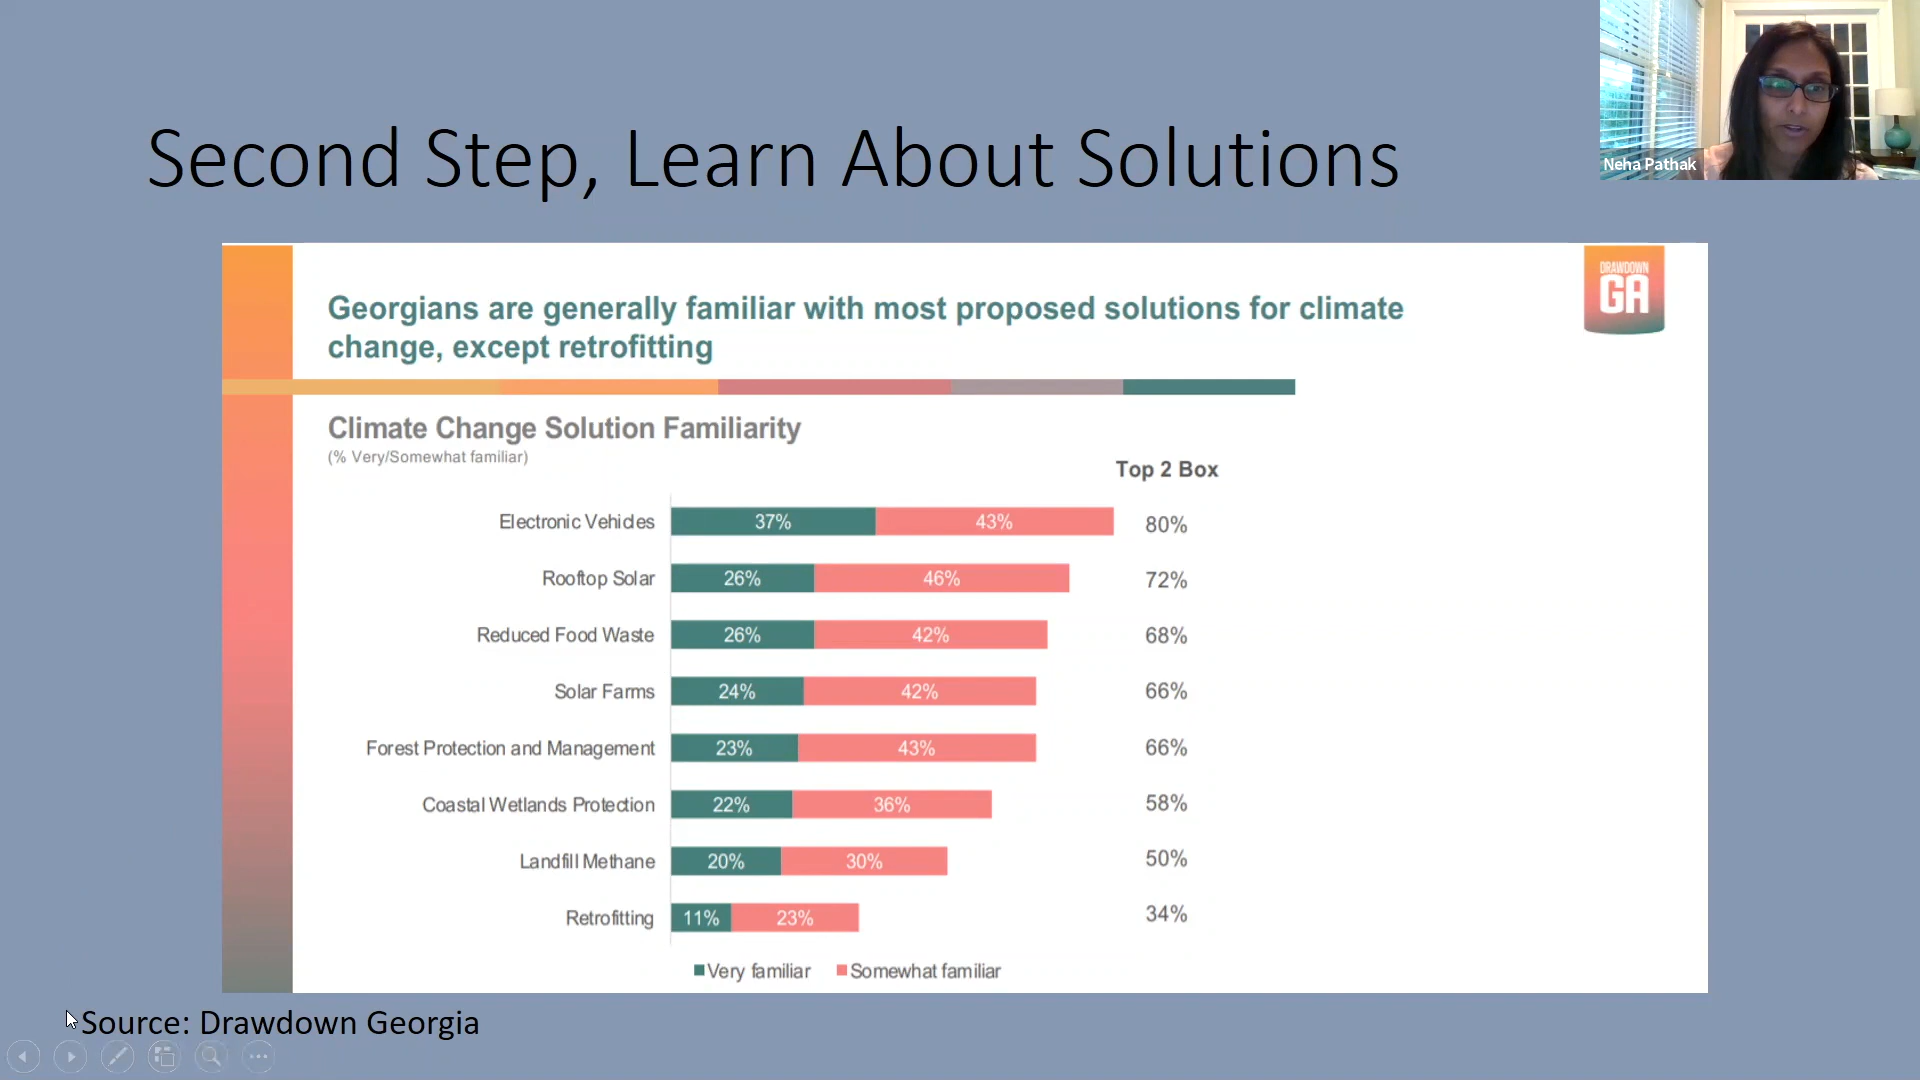 Neha Pathak
Second Step, Learn About Solutions
DRAWDOWN
GA
Georgians are generally familiar with most proposed solutions for climate
change, except retrofitting
Climate Change Solution Familiarity
(% Very/Somewhat familiar)
Top 2 Box
Electronic Vehicles 37% 43% 80%
Rooftop Solar 26% 46% 72%
Reduced Food Waste 26% 42% 68%
Solar Farms 24% 42% 66%
Forest Protection and Management 23% 43% 66%
Coastal Wetlands Protection 22% 36% 58%
Landfill Methane 20% 30% 50%
Retrofitting 11% 23% 34%
Very familiar Somewhat familiar
Source: Drawdown Georgia